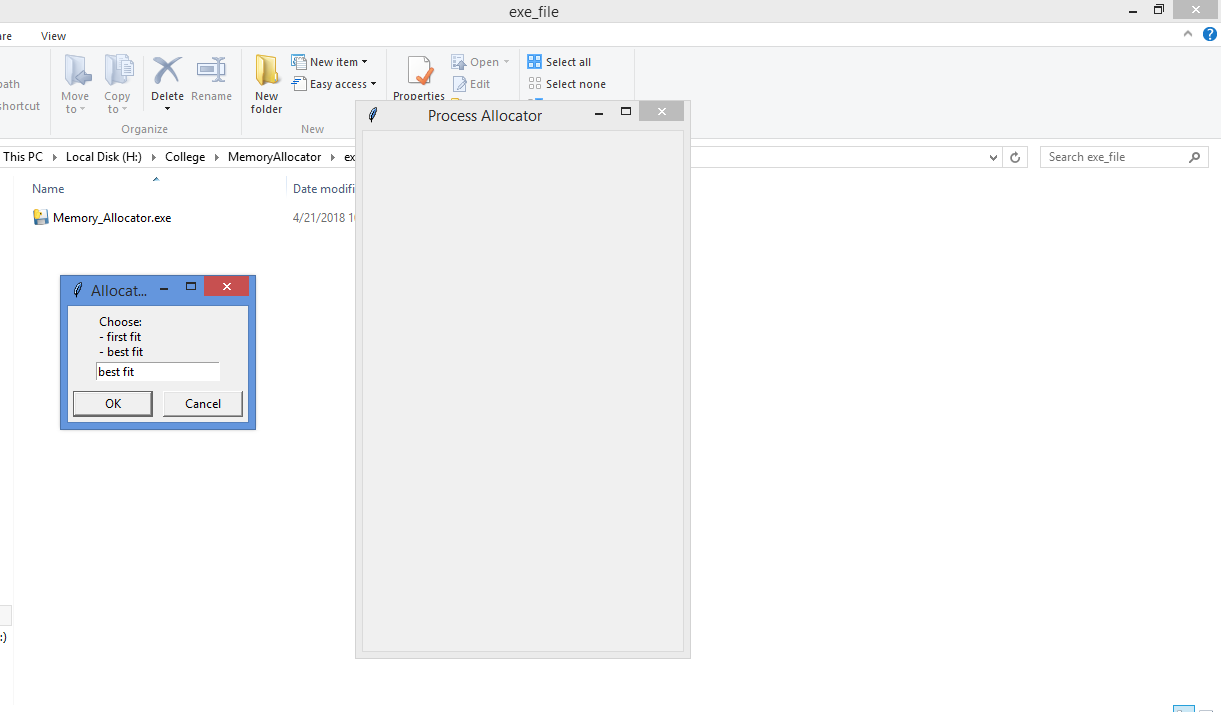 exe_file
are
View
path
shortcut
Move to
Copy to
Delete
Rename
Organize
New folder
New item
Easy access
New
Properties
Open
Edit
Select all
Select none
This PC
Local Disk (H:)
College
MemoryAllocator
ex
Search exe_file
Name
Date modifi
Memory_Allocator.exe
4/21/2018 1
Process Allocator
Allocat...
Choose:
- first fit
- best fit
best fit
OK
Cancel
:)